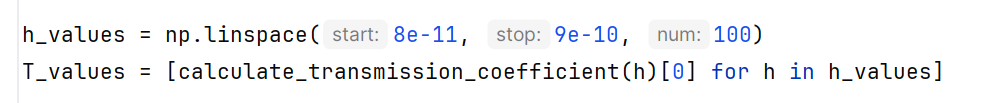 h_values = np.linspace( start: 8e-11, stop: 9e-10, num: 100)
T_values = [calculate_transmission_coefficient(h)[0] for h in h_values]